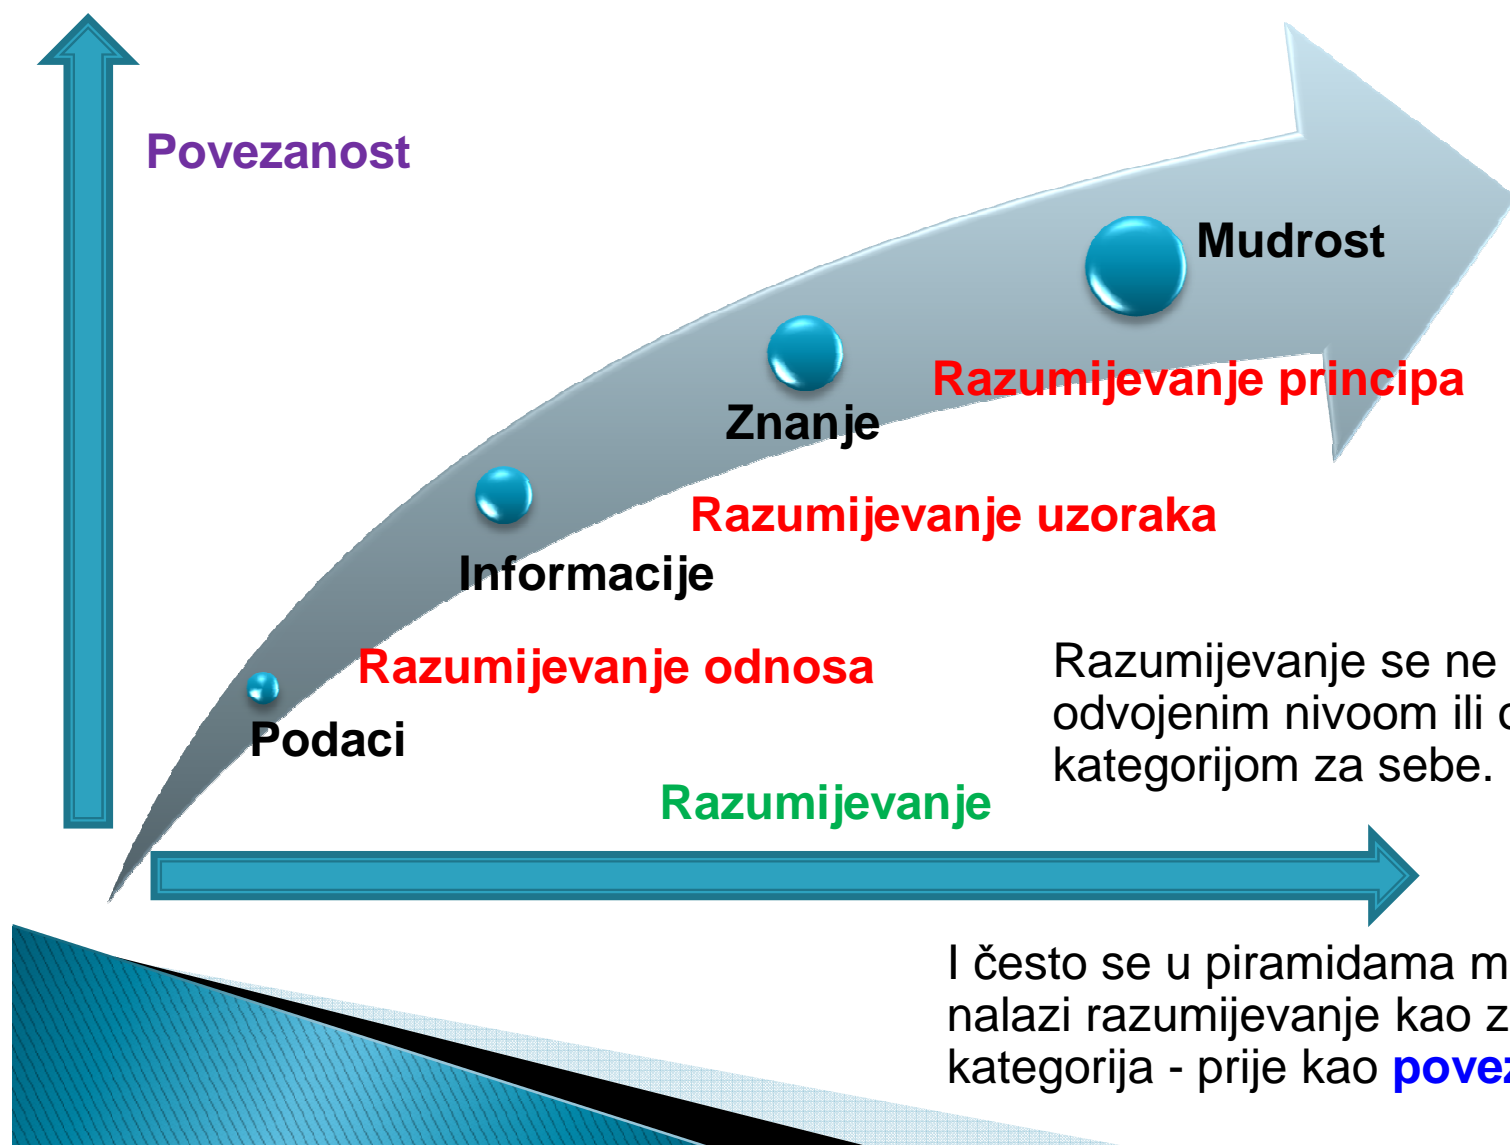 Povezanost
Mudrost
Razumijevanje principa
Znanje
Razumijevanje uzoraka
Informacije
Razumijevanje odnosa
Podaci
Razumijevanje se ne
odvojenim nivoom ili
kategorijom za sebe.
Razumijevanje
I često se u piramidama
nalazi razumijevanje kao
kategorija - prije kao